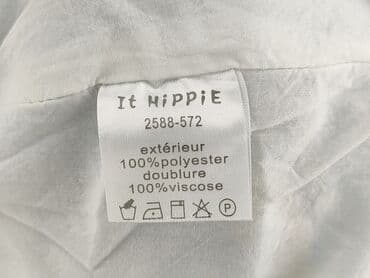 It HiPPiE
2588-572
extérieur
100%polyester
doublure
100%viscose
P